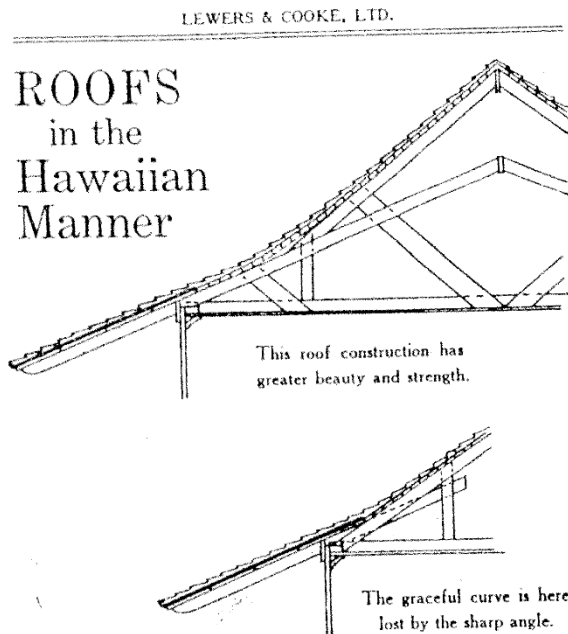 LEWERS & COOKE, LTD.
ROOFS
in the
Hawaiian
Manner
This roof construction has
greater beauty and strength.
The graceful curve is here
lost by the sharp angle.